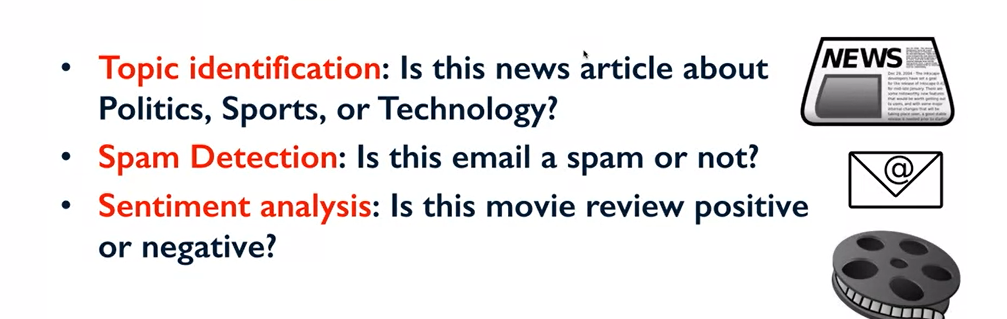 • Topic identification: Is this news article about
Politics, Sports, or Technology?
• Spam Detection: Is this email a spam or not?
• Sentiment analysis: Is this movie review positive
or negative?
NEWS
@